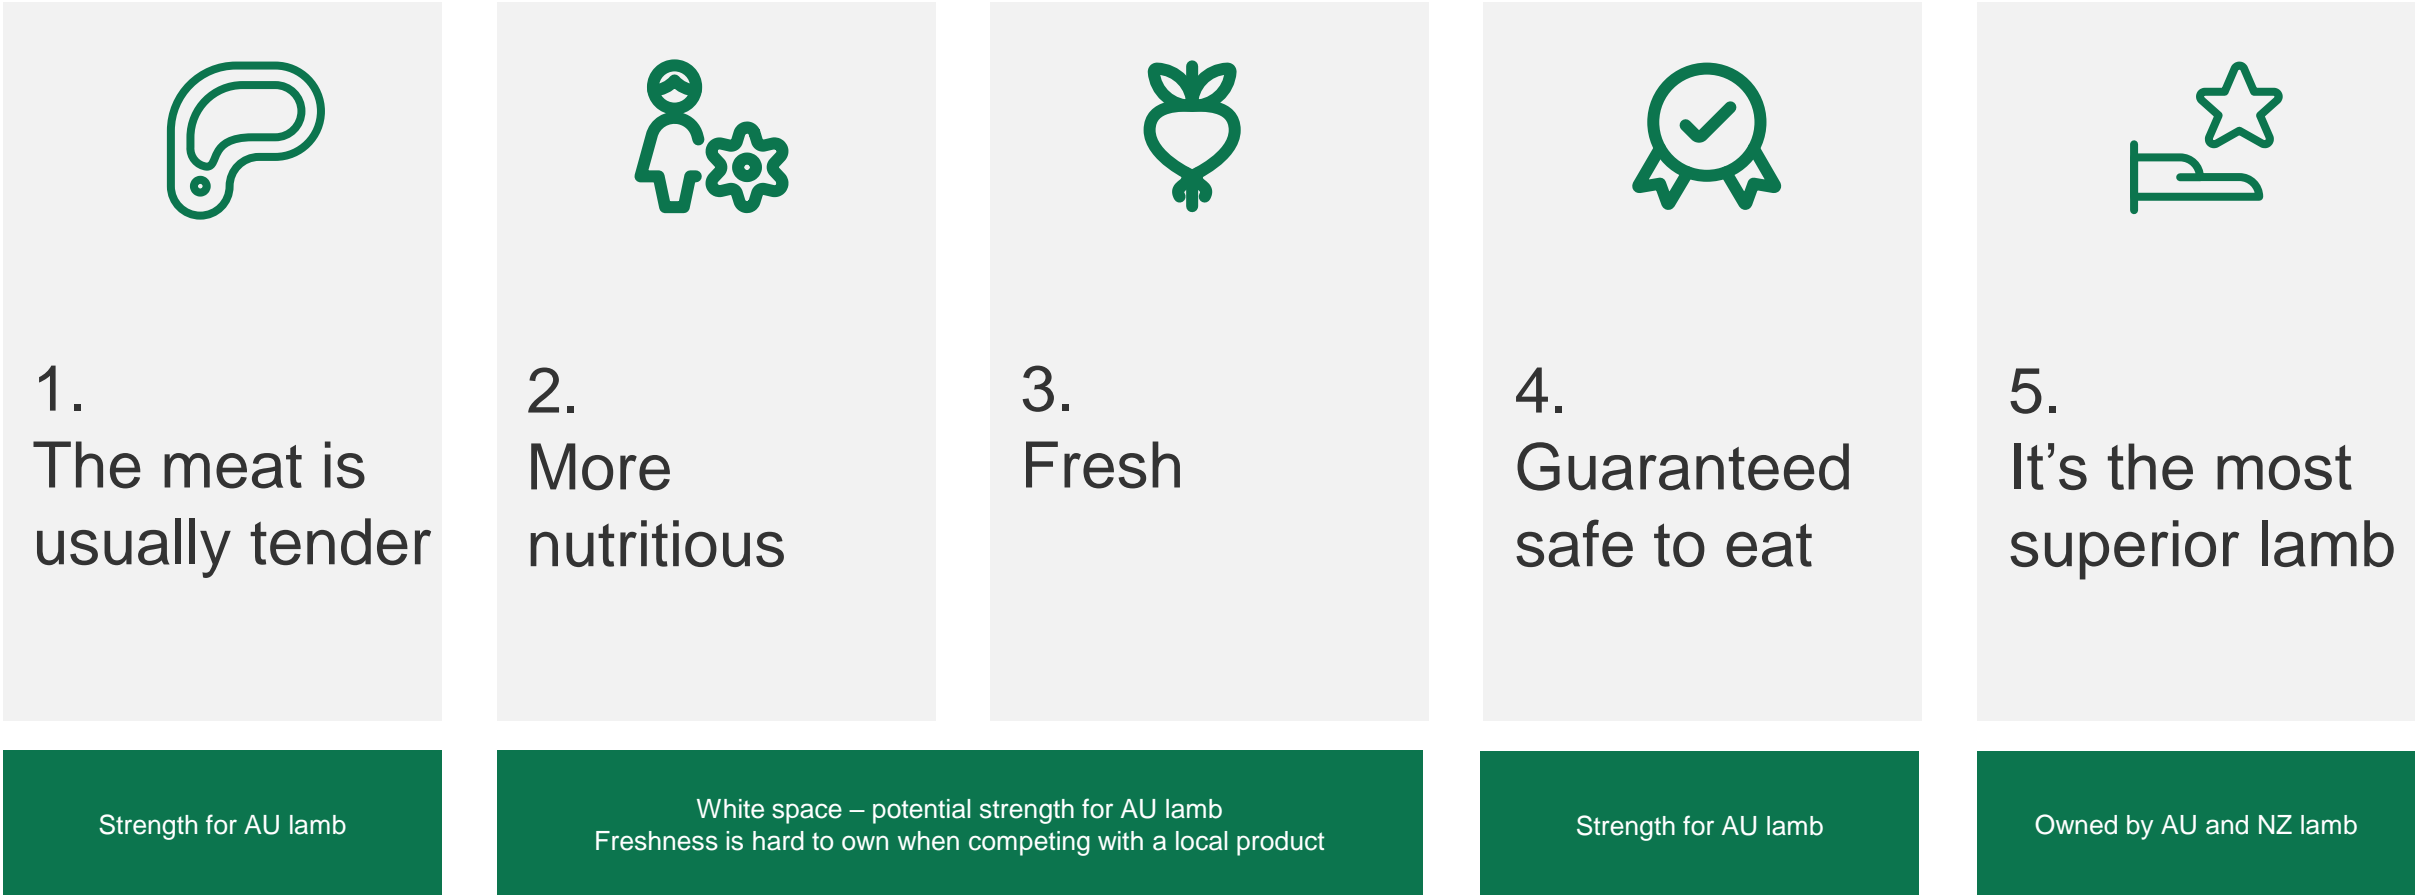 1.
The meat is
usually tender
2.
More
nutritious
3.
Fresh
4.
Guaranteed
safe to eat
5.
It’s the most
superior lamb
Strength for AU lamb
White space – potential strength for AU lamb
Freshness is hard to own when competing with a local product
Strength for AU lamb
Owned by AU and NZ lamb